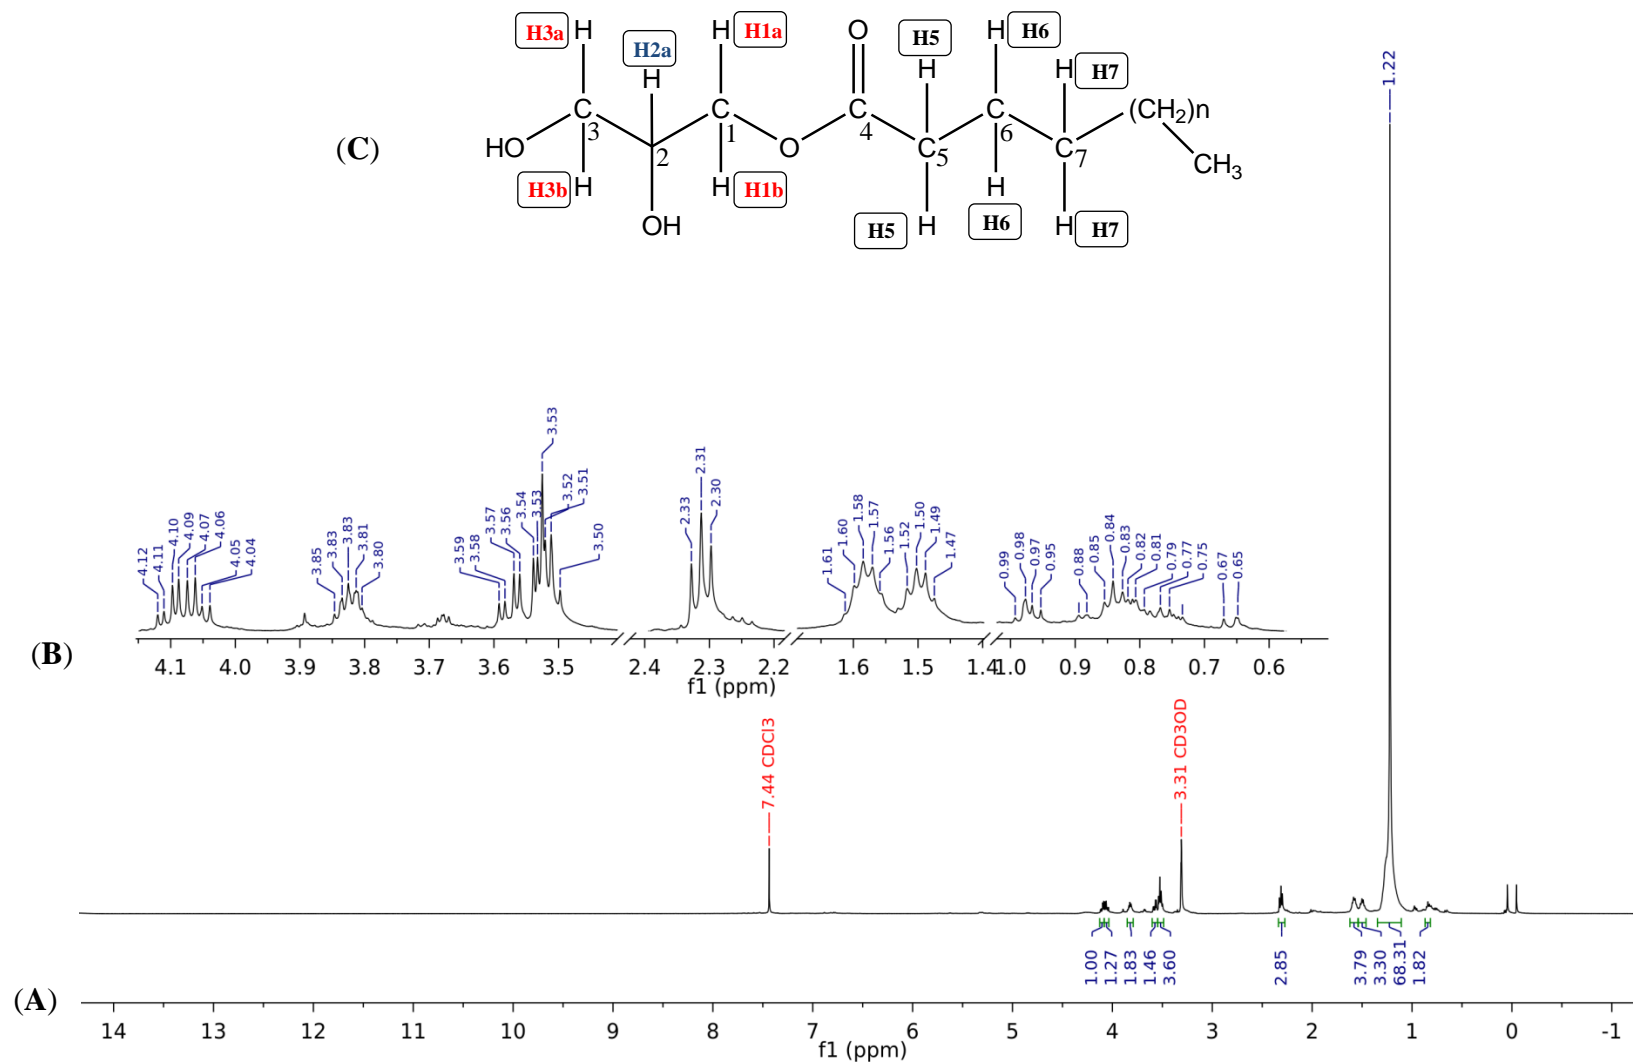 H3a H H H1a O H5 H H6
H2a H H H H7
C C C C C (CH2)n
3 1 4 6
(C) HO C 2 O C5 C7 CH3
H3b H H H1b H H6 H
OH H5 H H7
1.22
4.12 4.11 4.10 4.09 4.07 4.06 4.05 4.04 3.85 3.83 3.83 3.81 3.80 3.59 3.58 3.57 3.56 3.54 3.53 3.53 3.52 3.51 3.50 2.33 2.31 2.30 1.61 1.60 1.58 1.57 1.56 1.52 1.50 1.49 1.47 0.99 0.98 0.97 0.95 0.88 0.85 0.84 0.83 0.82 0.81 0.79 0.77 0.75 0.67 0.65
(B)
4.1 4.0 3.9 3.8 3.7 3.6 3.5 2.4 2.3 2.2 1.6 1.5 1.4 1.0 0.9 0.8 0.7 0.6
f1 (ppm)
7.44 CDCl3
3.31 CD3OD
1.00 1.27 1.83 1.46 3.60 2.85 3.79 3.30 68.31 1.82
(A)
14 13 12 11 10 9 8 7 6 5 4 3 2 1 0 -1
f1 (ppm)